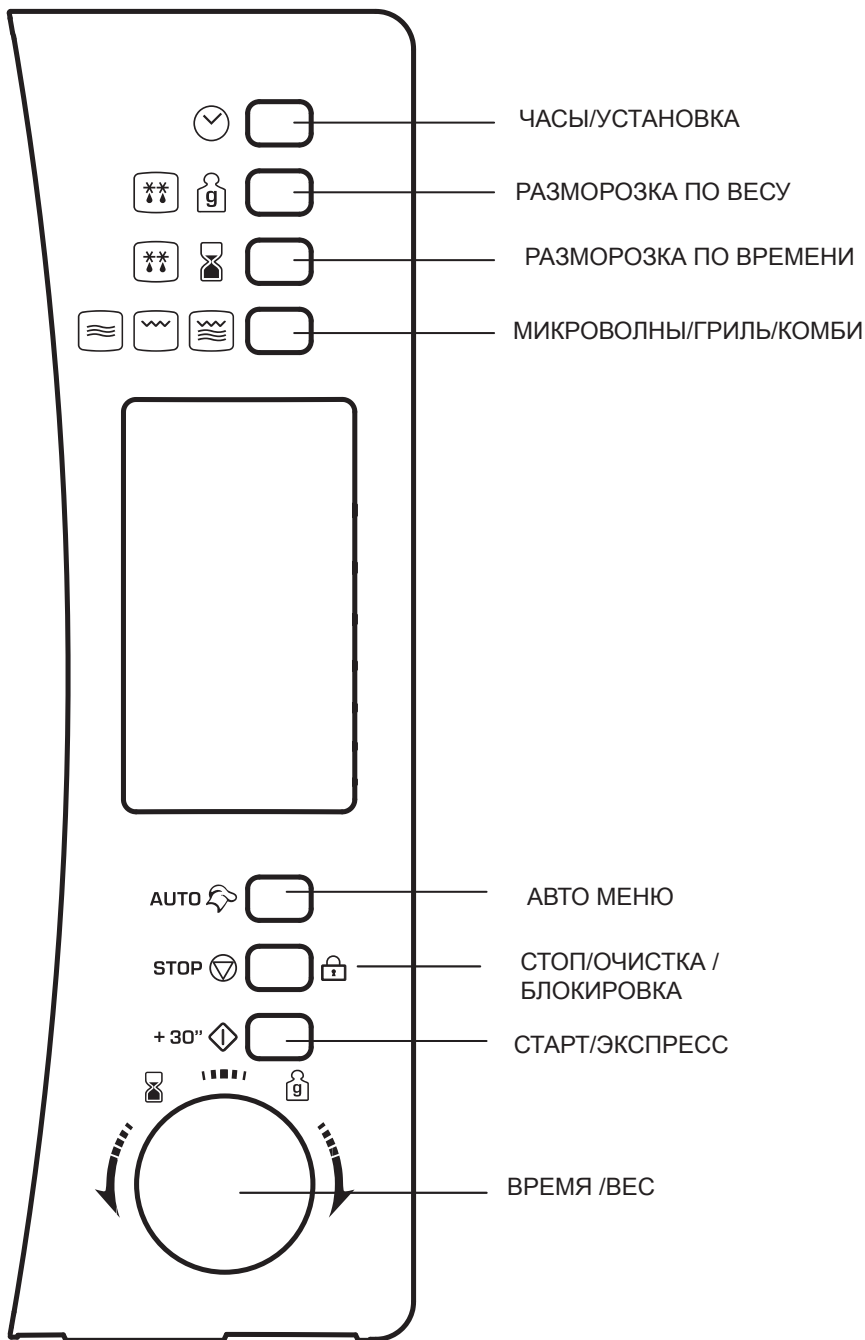 ЧАСЫ/УСТАНОВКА
g
РАЗМОРОЗКА ПО ВЕСУ
РАЗМОРОЗКА ПО ВРЕМЕНИ
МИКРОВОЛНЫ/ГРИЛЬ/КОМБИ
AUTO
АВТО МЕНЮ
STOP
СТОП/ОЧИСТКА /
БЛОКИРОВКА
+ 30”
СТАРТ/ЭКСПРЕСС
g
ВРЕМЯ /ВЕС